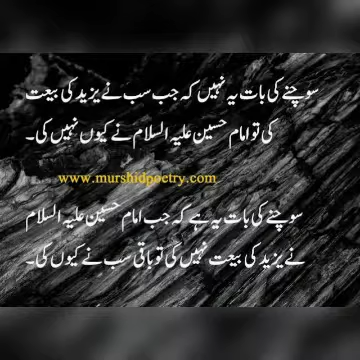 سوچنے کی بات یہ نہیں کہ جب سب نے یزید کی بیعت
کی تو امام حسین علیہ السلام نے کیوں نہیں کی۔
www.murshidpoetry.com
سوچنے کی بات یہ ہے کہ جب امام حسین علیہ السلام
نے یزید کی بیعت نہیں کی تو باقی سب نے کیوں کی۔